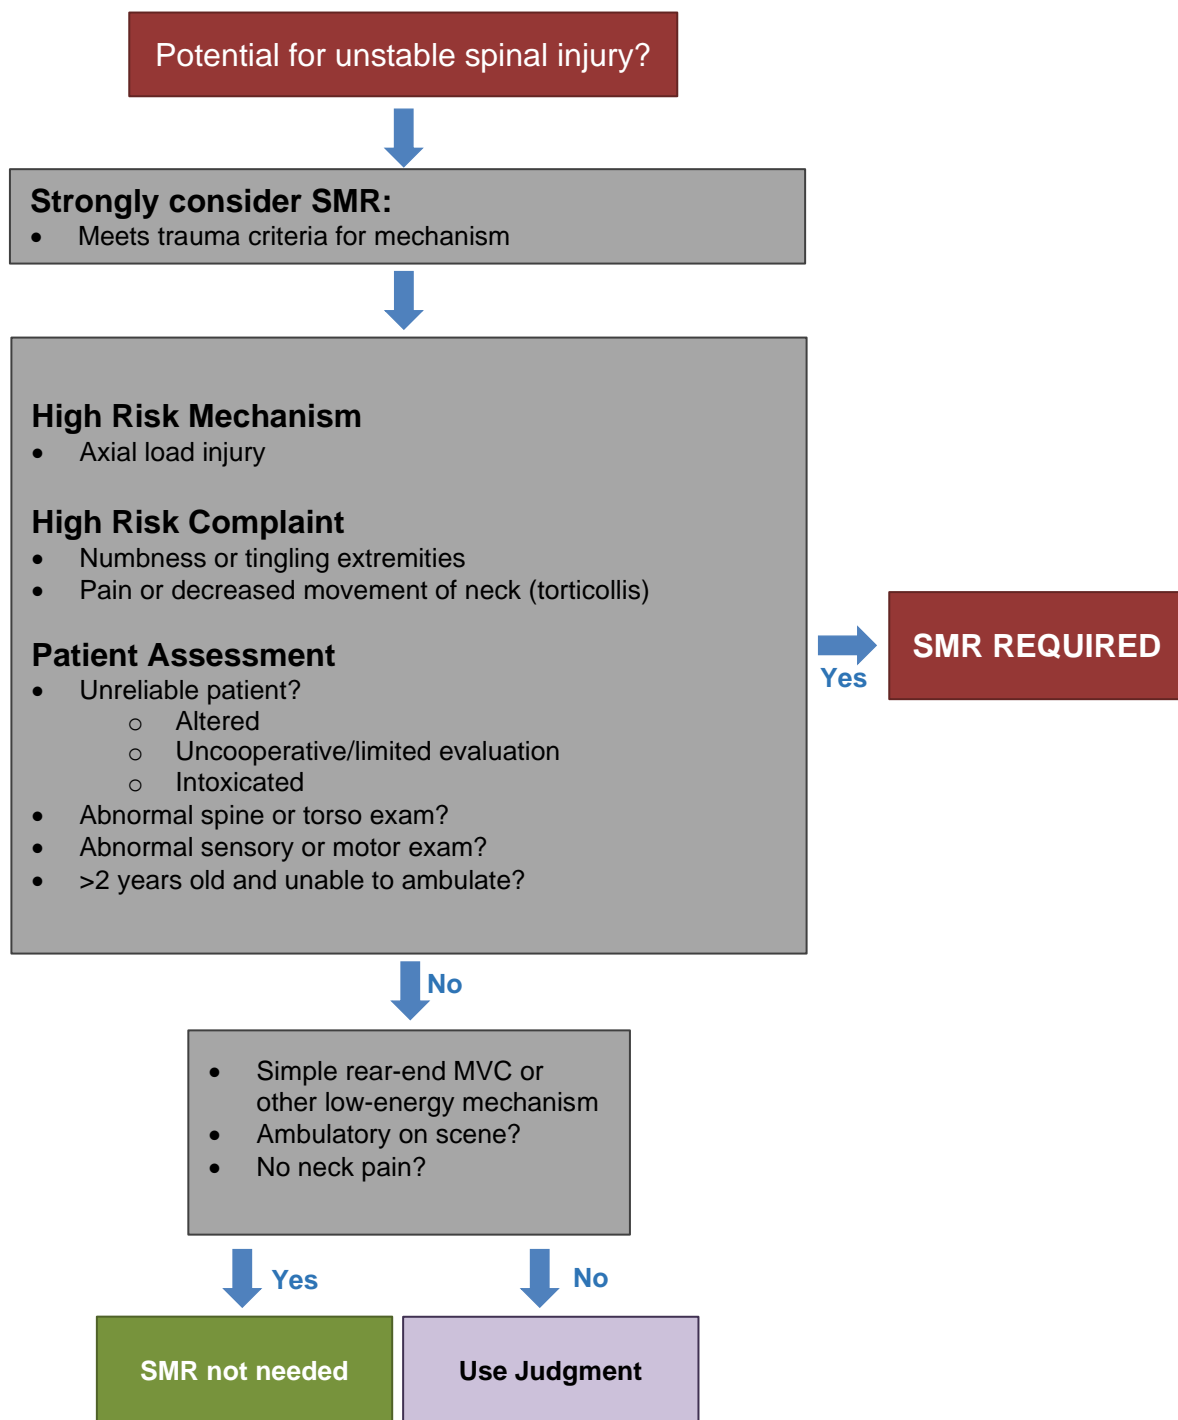 Potential for unstable spinal injury?
Strongly consider SMR:
• Meets trauma criteria for mechanism
High Risk Mechanism
• Axial load injury
High Risk Complaint
• Numbness or tingling extremities
• Pain or decreased movement of neck (torticollis)
Patient Assessment
• Unreliable patient?
o Altered
o Uncooperative/limited evaluation
o Intoxicated
• Abnormal spine or torso exam?
• Abnormal sensory or motor exam?
• >2 years old and unable to ambulate?
Yes
SMR REQUIRED
No
• Simple rear-end MVC or
other low-energy mechanism
• Ambulatory on scene?
• No neck pain?
Yes
No
SMR not needed
Use Judgment